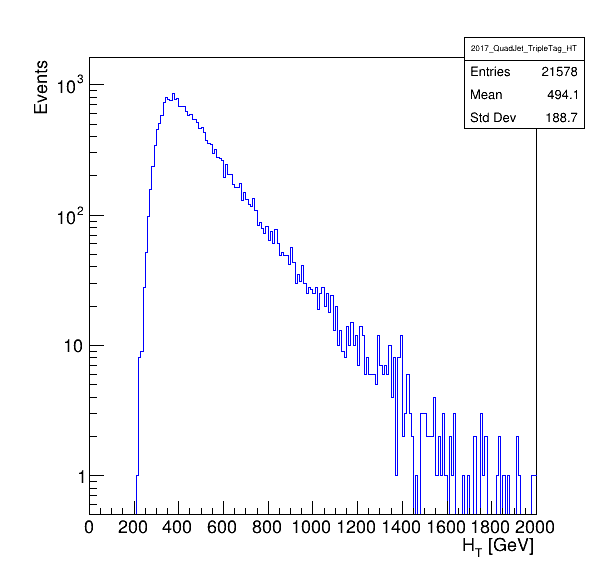 2017_QuadJet_TripleTag_HT
Entries 21578
Mean 494.1
Std Dev 188.7
Events
10³
10²
10
1
0 200 400 600 800 1000 1200 1400 1600 1800 2000
H_T [GeV]